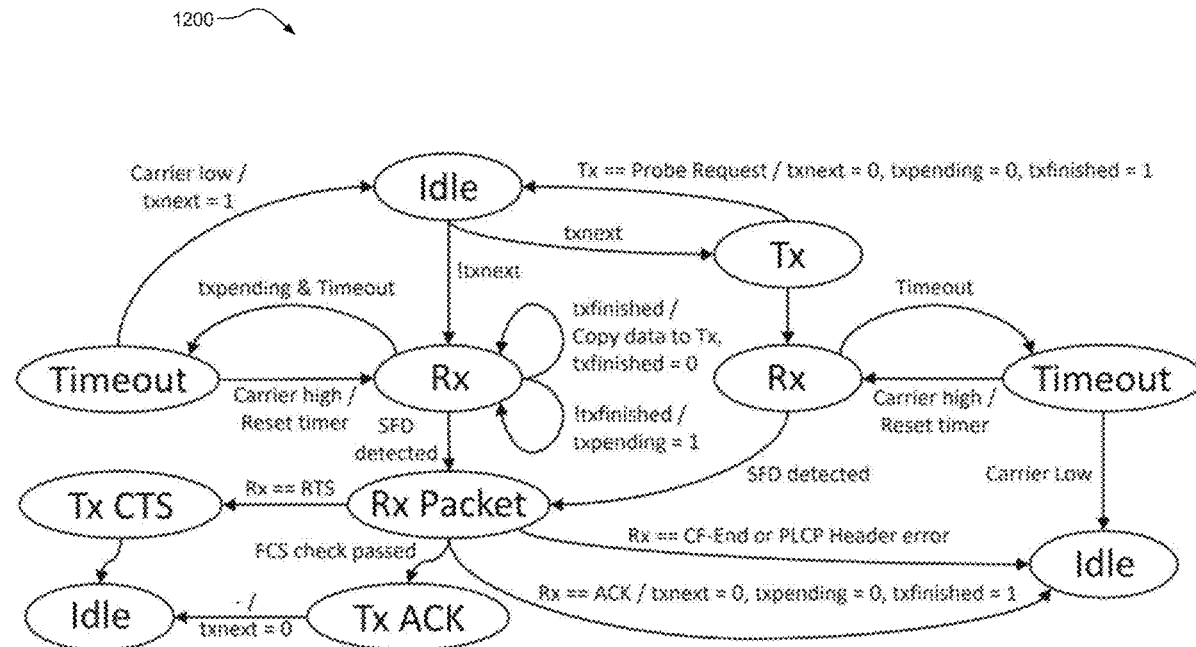 1200
Carrier low /
txnext = 1
Idle
Tx == Probe Request / txnext = 0, txpending = 0, txfinished = 1
txnext
Tx
!txnext
txpending & Timeout
txfinished /
Copy data to Tx,
txfinished = 0
Timeout
Timeout
Carrier high /
Reset timer
Rx
!txfinished /
txpending = 1
Rx
Carrier high /
Reset timer
Timeout
SFD
detected
SFD detected
Carrier Low
Tx CTS
Rx == RTS
Rx Packet
Rx == CF-End or PLCP Header error
FCS check passed
Idle
Rx == ACK / txnext = 0, txpending = 0, txfinished = 1
Idle
- /
txnext = 0
Tx ACK